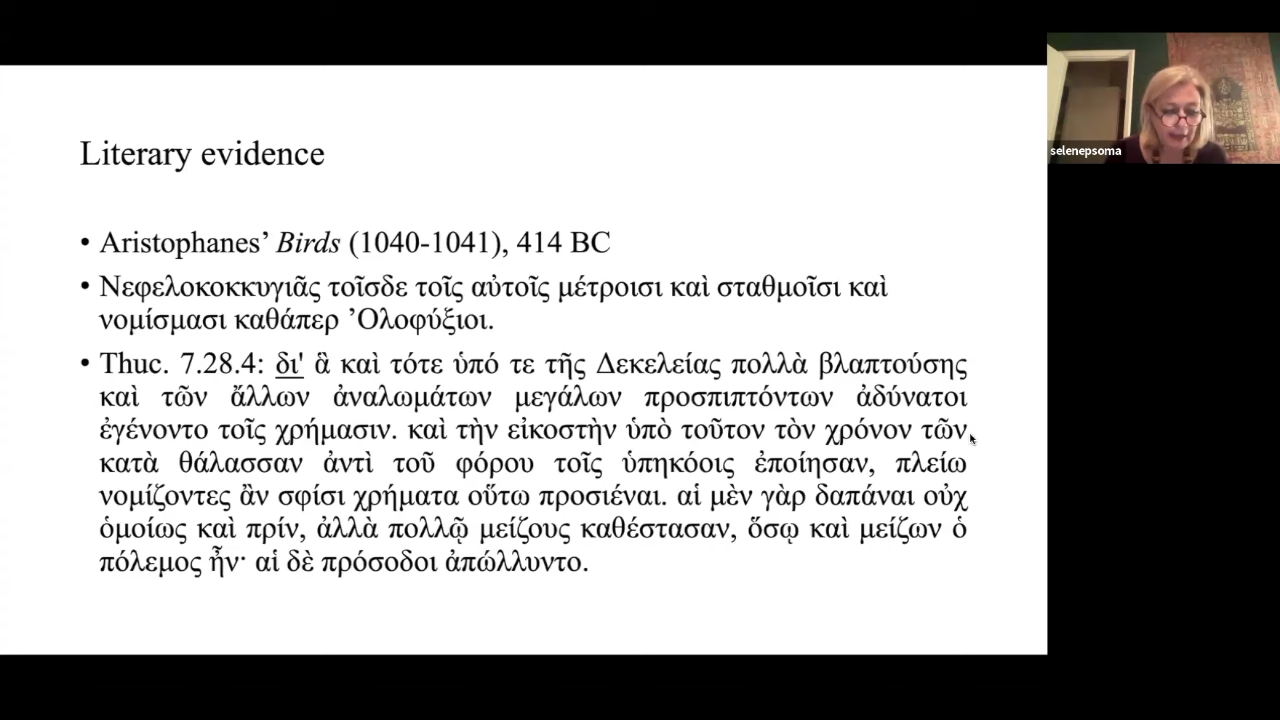 Literary evidence
• Aristophanes’ Birds (1040-1041), 414 BC
• Νεφελοκοκκυγιᾶς τοῖσδε τοῖς αὐτοῖς μέτροισι καὶ σταθμοῖσι καὶ
νομίσμασι καθάπερ ’Ολοφύξιοι.
• Thuc. 7.28.4: δι' ἃ καὶ τότε ὑπό τε τῆς Δεκελείας πολλὰ βλαπτούσης
καὶ τῶν ἄλλων ἀναλωμάτων μεγάλων προσπιπτόντων ἀδύνατοι
ἐγένοντο τοῖς χρήμασιν. καὶ τὴν εἰκοστὴν ὑπὸ τοῦτον τὸν χρόνον τῶν
κατὰ θάλασσαν ἀντὶ τοῦ φόρου τοῖς ὑπηκόοις ἐποίησαν, πλείω
νομίζοντες ἂν σφίσι χρήματα οὕτω προσιέναι. αἱ μὲν γὰρ δαπάναι οὐχ
ὁμοίως καὶ πρίν, ἀλλὰ πολλῷ μείζους καθέστασαν, ὅσῳ καὶ μείζων ὁ
πόλεμος ἦν· αἱ δὲ πρόσοδοι ἀπώλλυντο.
selenepsoma